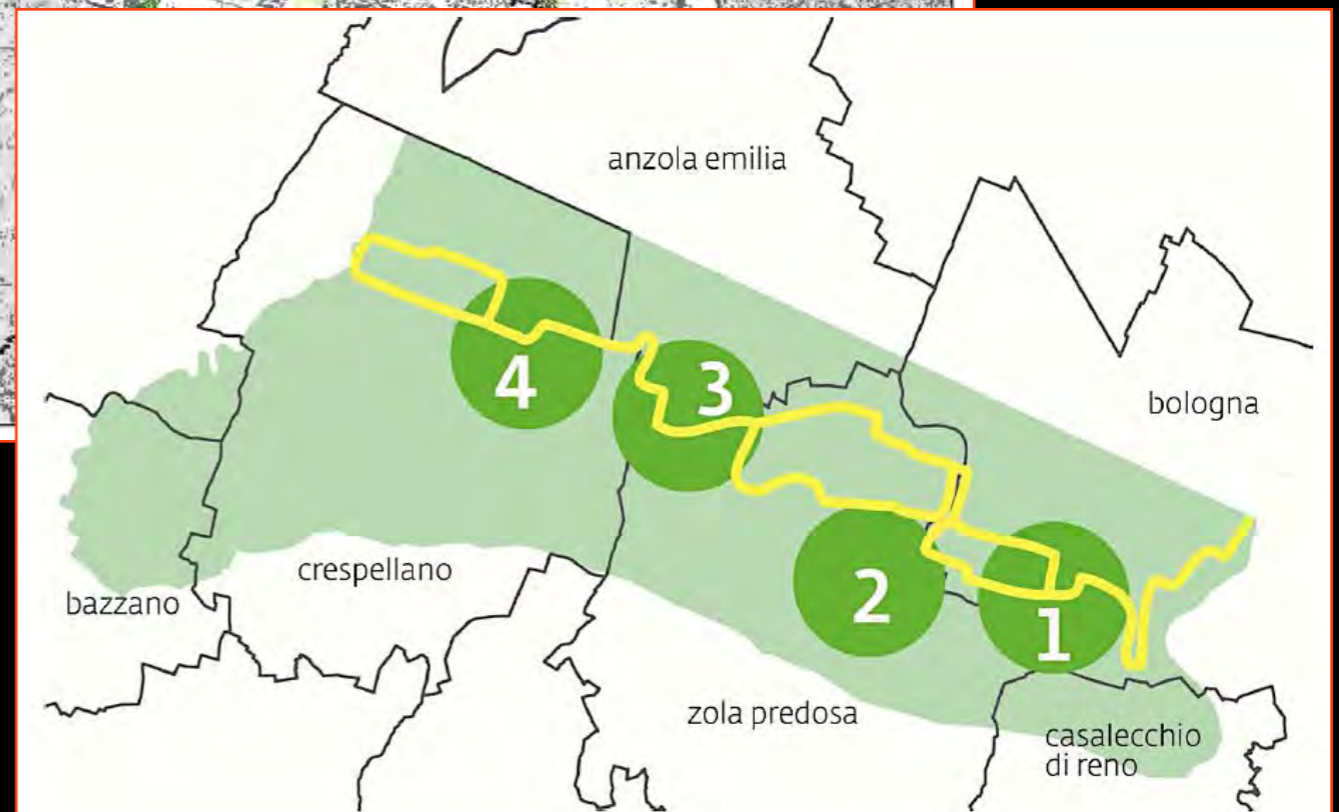 anzola emilia
bologna
4
3
2
1
crespellano
bazzano
zola predosa
casalecchio
di reno